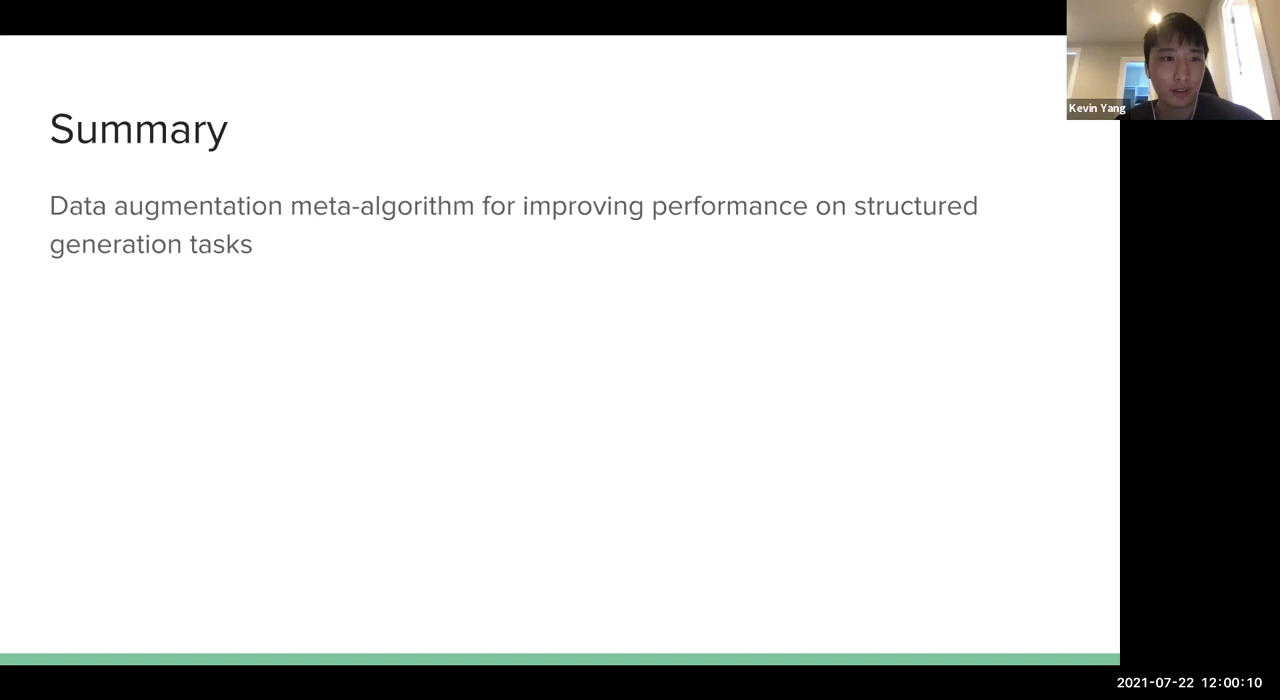 Summary
Data augmentation meta-algorithm for improving performance on structured
generation tasks
Kevin Yang
2021-07-22 12:00:10